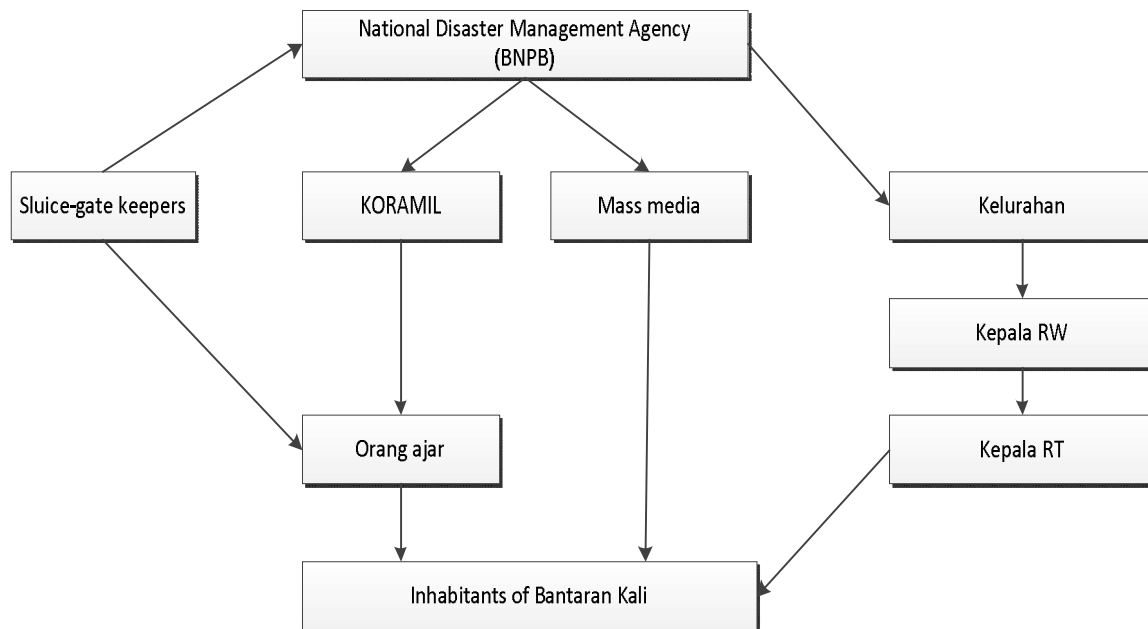 National Disaster Management Agency
(BNPB)
Sluice-gate keepers
KORAMIL
Mass media
Kelurahan
Kepala RW
Orang ajar
Kepala RT
Inhabitants of Bantaran Kali